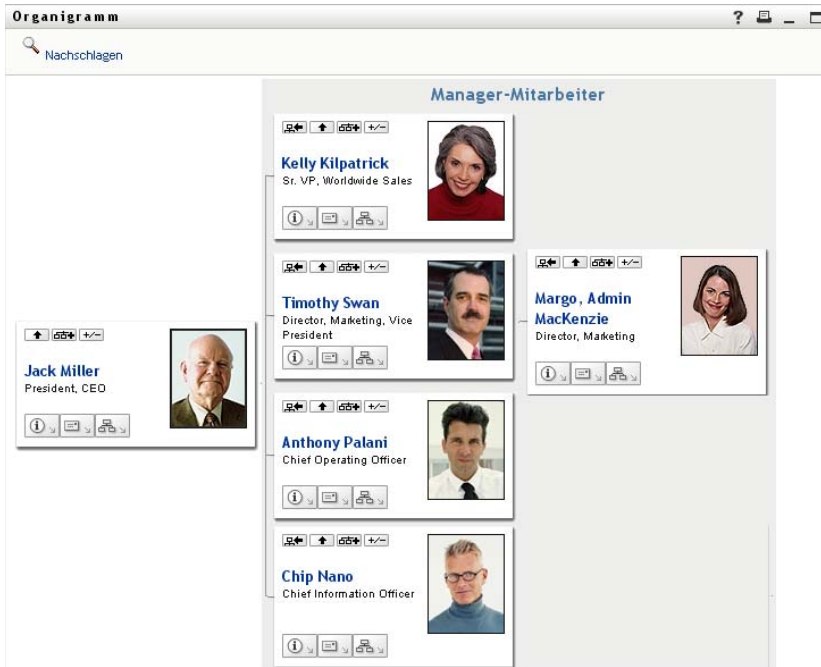 Organigramm
Nachschlagen
Manager-Mitarbeiter
Kelly Kilpatrick
Sr. VP, Worldwide Sales
Timothy Swan
Director, Marketing, Vice
President
Margo, Admin
MacKenzie
Director, Marketing
Jack Miller
President, CEO
Anthony Palani
Chief Operating Officer
Chip Nano
Chief Information Officer